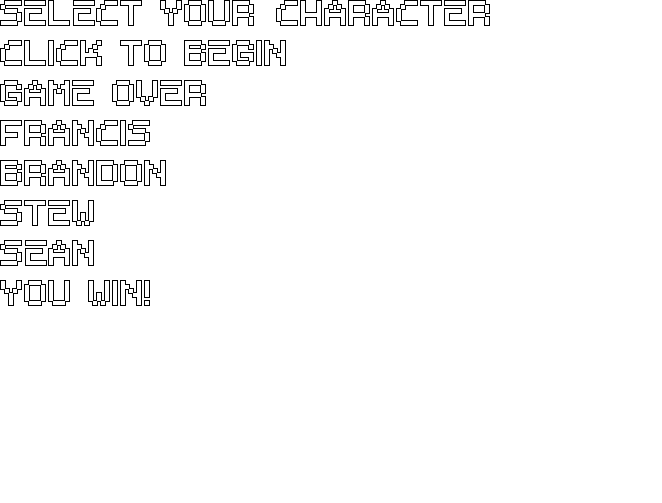 SELECT YOUR CHARACTER
CLICK TO BEGIN
GAME OVER
FRANCIS
BRANDON
STEW
SEAN
YOU WIN!